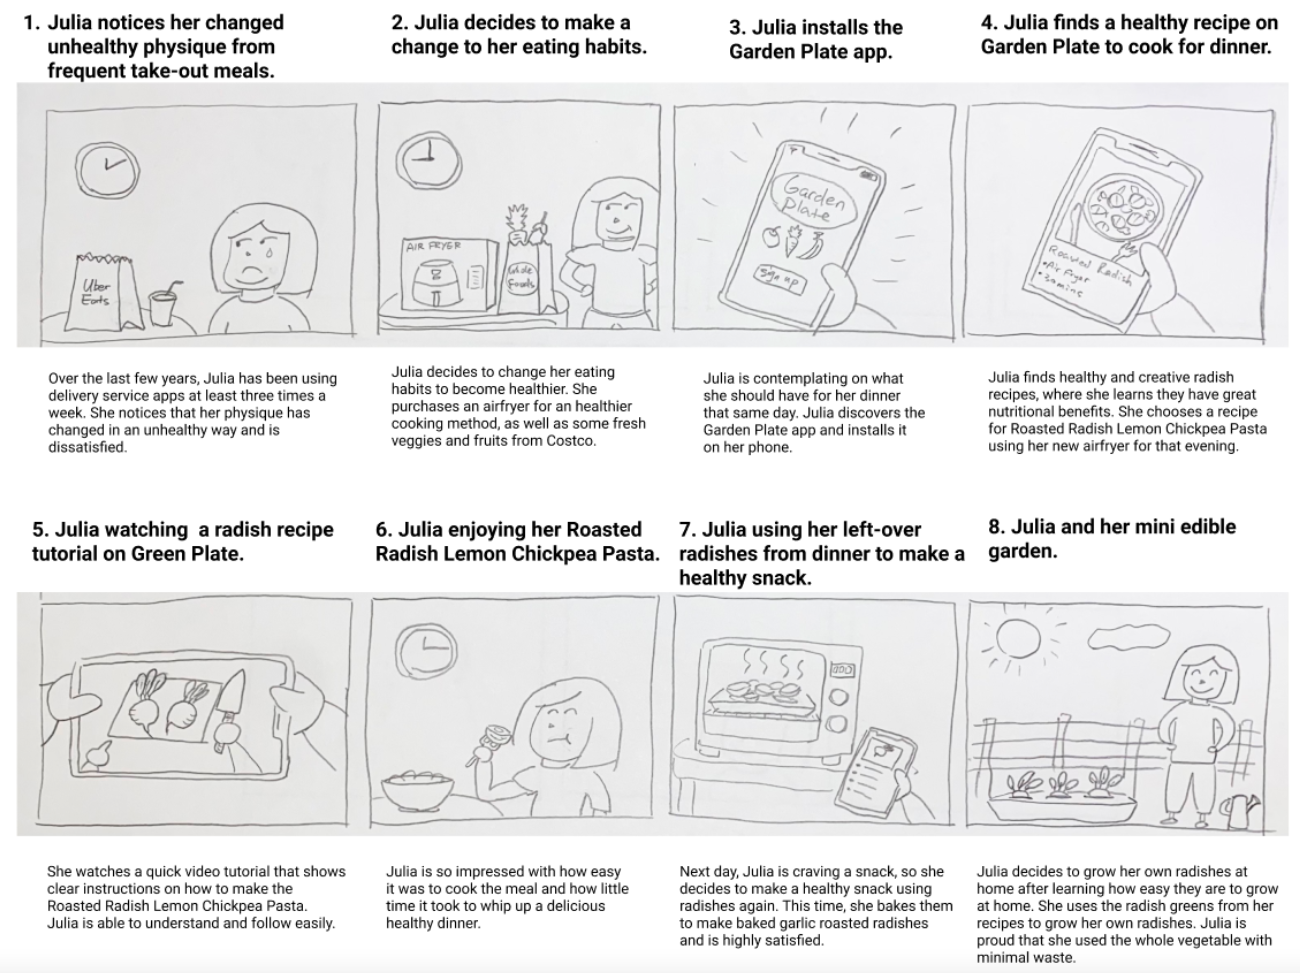 1. Julia notices her changed
unhealthy physique from
frequent take-out meals.
2. Julia decides to make a
change to her eating habits.
3. Julia installs the
Garden Plate app.
4. Julia finds a healthy recipe on
Garden Plate to cook for dinner.
Uber
Eats
AIR FRYER
Whole
Foods
Garden
Plate
Sign up
Roasted Radish
•Air Fryer
•30 mins
Over the last few years, Julia has been using
delivery service apps at least three times a
week. She notices that her physique has
changed in an unhealthy way and is
dissatisfied.
Julia decides to change her eating
habits to become healthier. She
purchases an airfryer for an healthier
cooking method, as well as some fresh
veggies and fruits from Costco.
Julia is contemplating on what
she should have for her dinner
that same day. Julia discovers the
Garden Plate app and installs it
on her phone.
Julia finds healthy and creative radish
recipes, where she learns they have great
nutritional benefits. She chooses a recipe
for Roasted Radish Lemon Chickpea Pasta
using her new airfryer for that evening.
5. Julia watching  a radish recipe
tutorial on Green Plate.
6. Julia enjoying her Roasted
Radish Lemon Chickpea Pasta.
7. Julia using her left-over
radishes from dinner to make a
healthy snack.
8. Julia and her mini edible
garden.
She watches a quick video tutorial that shows
clear instructions on how to make the
Roasted Radish Lemon Chickpea Pasta.
Julia is able to understand and follow easily.
Julia is so impressed with how easy
it was to cook the meal and how little
time it took to whip up a delicious
healthy dinner.
Next day, Julia is craving a snack, so she
decides to make a healthy snack using
radishes again. This time, she bakes them
to make baked garlic roasted radishes
and is highly satisfied.
Julia decides to grow her own radishes at
home after learning how easy they are to grow
at home. She uses the radish greens from her
recipes to grow her own radishes. Julia is
proud that she used the whole vegetable with
minimal waste.